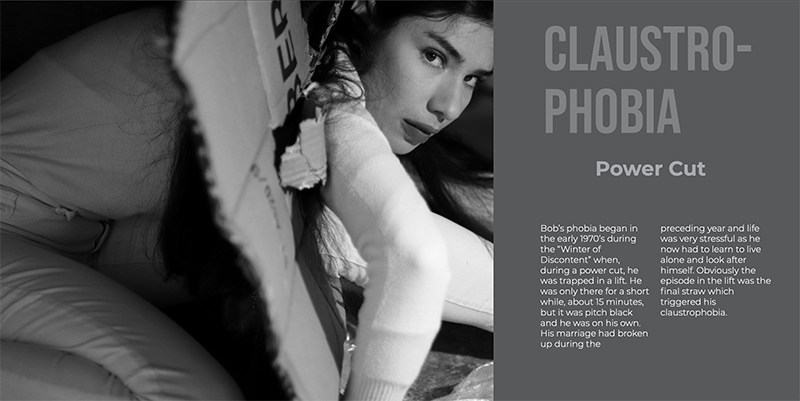 BER
CLAUSTRO-
PHOBIA
Power Cut
Bob's phobia began in
the early 1970's during
the "Winter of
Discontent" when,
during a power cut, he
was trapped in a lift. He
was only there for a short
while, about 15 minutes,
but it was pitch black
and he was on his own.
His marriage had broken
up during the
preceding year and life
was very stressful as he
now had to learn to live
alone and look after
himself. Obviously the
episode in the lift was the
final straw which
triggered his
claustrophobia.